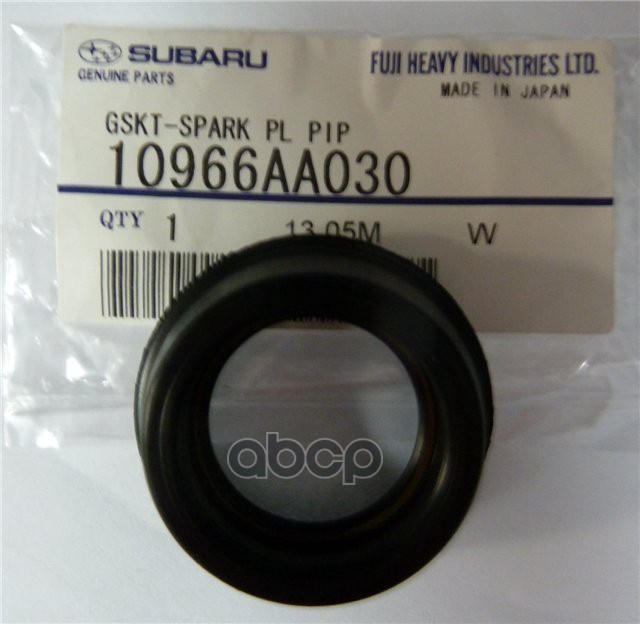 SUBARU
GENUINE PARTS
FUJI HEAVY INDUSTRIES LTD.
MADE IN JAPAN
GSKT-SPARK PL PIP
10966AA030
QTY 1 13.05M W
abcp